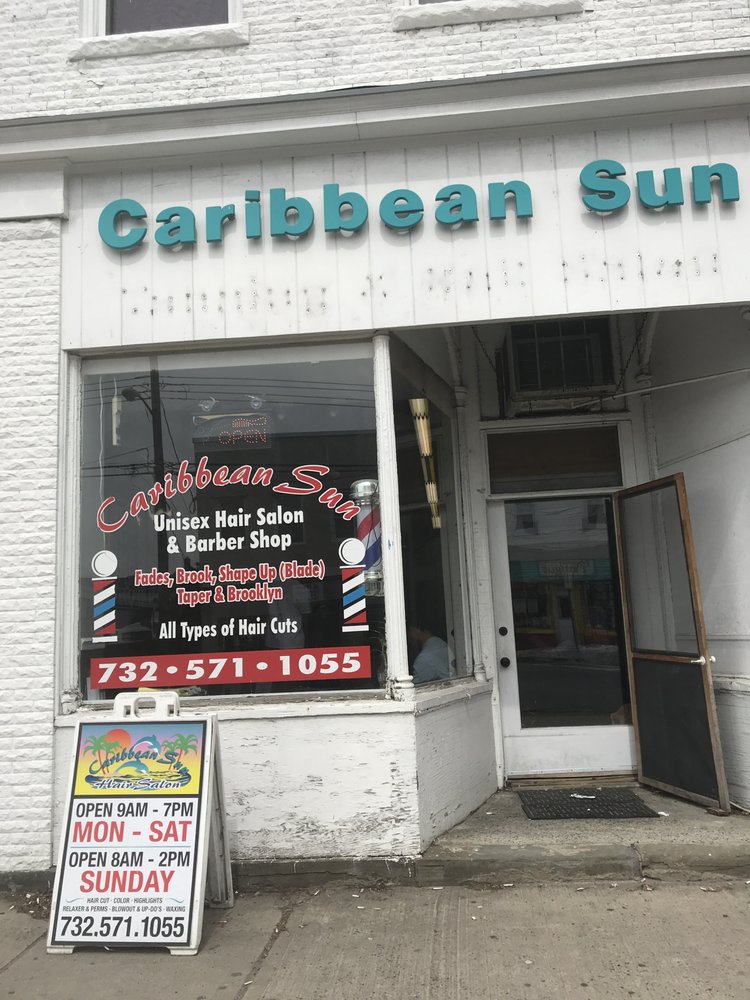 Caribbean Sun
OPEN
Caribbean Sun
Unisex Hair Salon
& Barber Shop
Fades, Brook, Shape Up (Blade)
Taper & Brooklyn
All Types of Hair Cuts
732•571•1055
Caribbean Sun
Hair Salon
OPEN 9AM - 7PM
MON - SAT
OPEN 8AM - 2PM
SUNDAY
HAIR CUT · COLOR · HIGHLIGHTS
RELAXER & PERMS · BLOWOUT & UP-DO'S · WAXING
732.571.1055